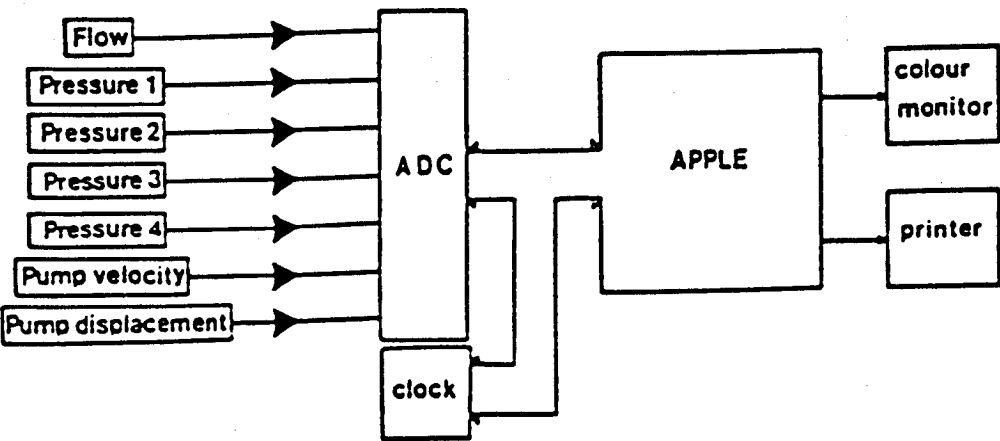 Flow
Pressure 1
Pressure 2
Pressure 3
Pressure 4
Pump velocity
Pump displacement
ADC
clock
APPLE
colour
monitor
printer